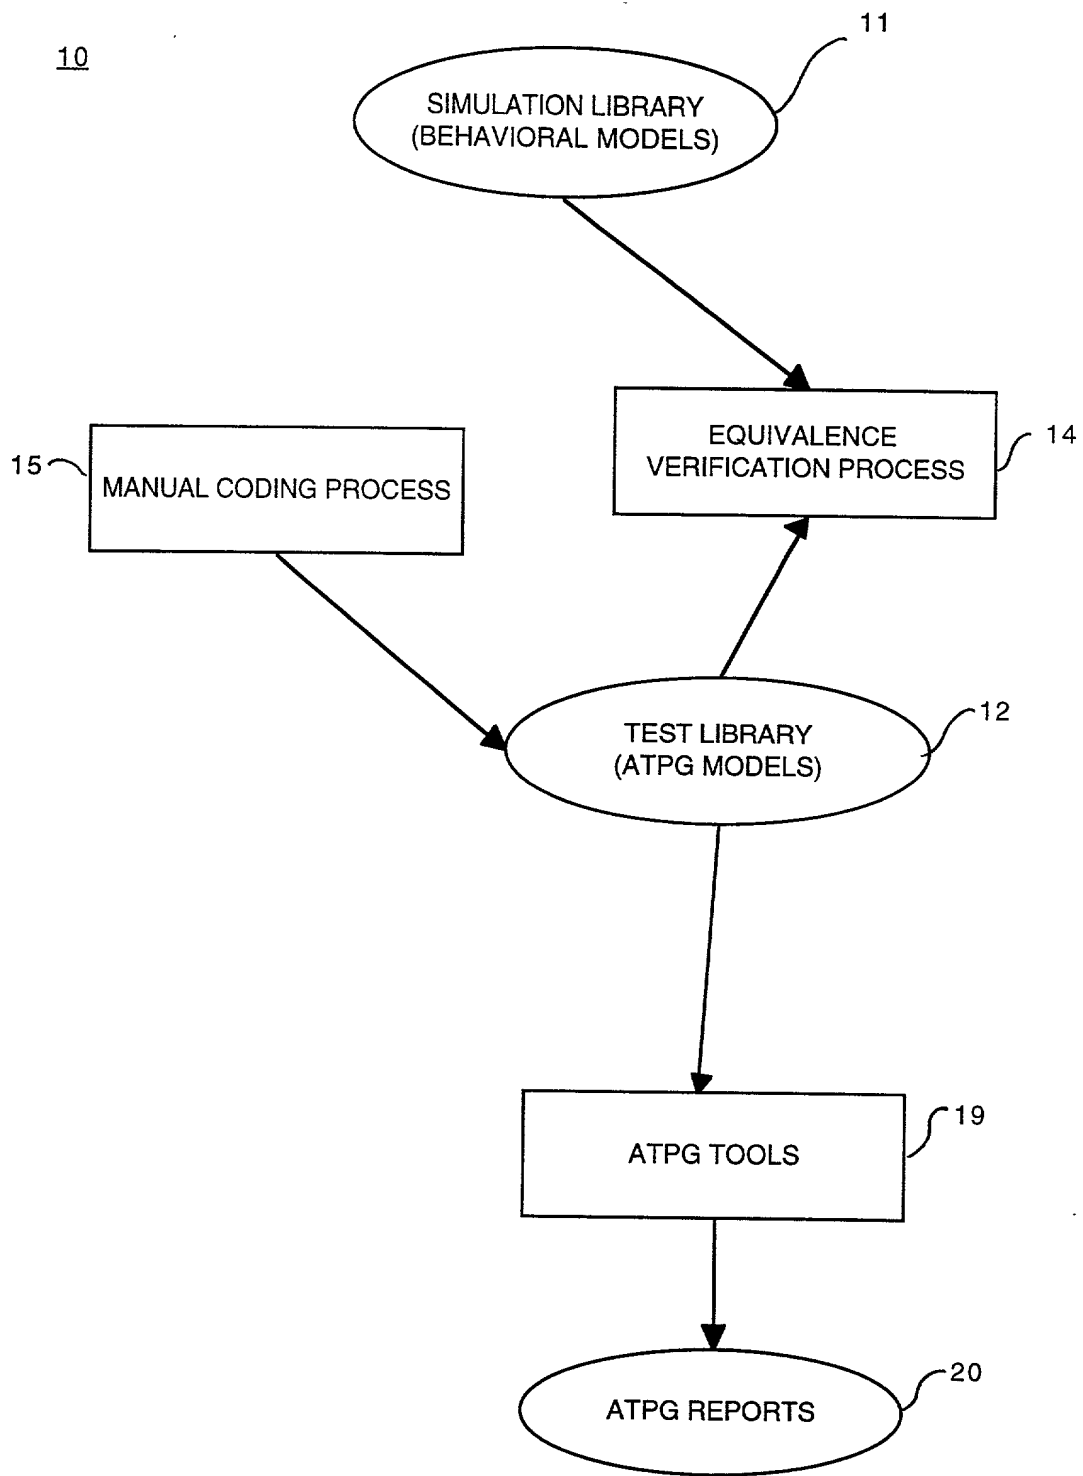 10
11
SIMULATION LIBRARY
(BEHAVIORAL MODELS)
EQUIVALENCE
VERIFICATION PROCESS
14
15
MANUAL CODING PROCESS
TEST LIBRARY
(ATPG MODELS)
12
ATPG TOOLS
19
ATPG REPORTS
20